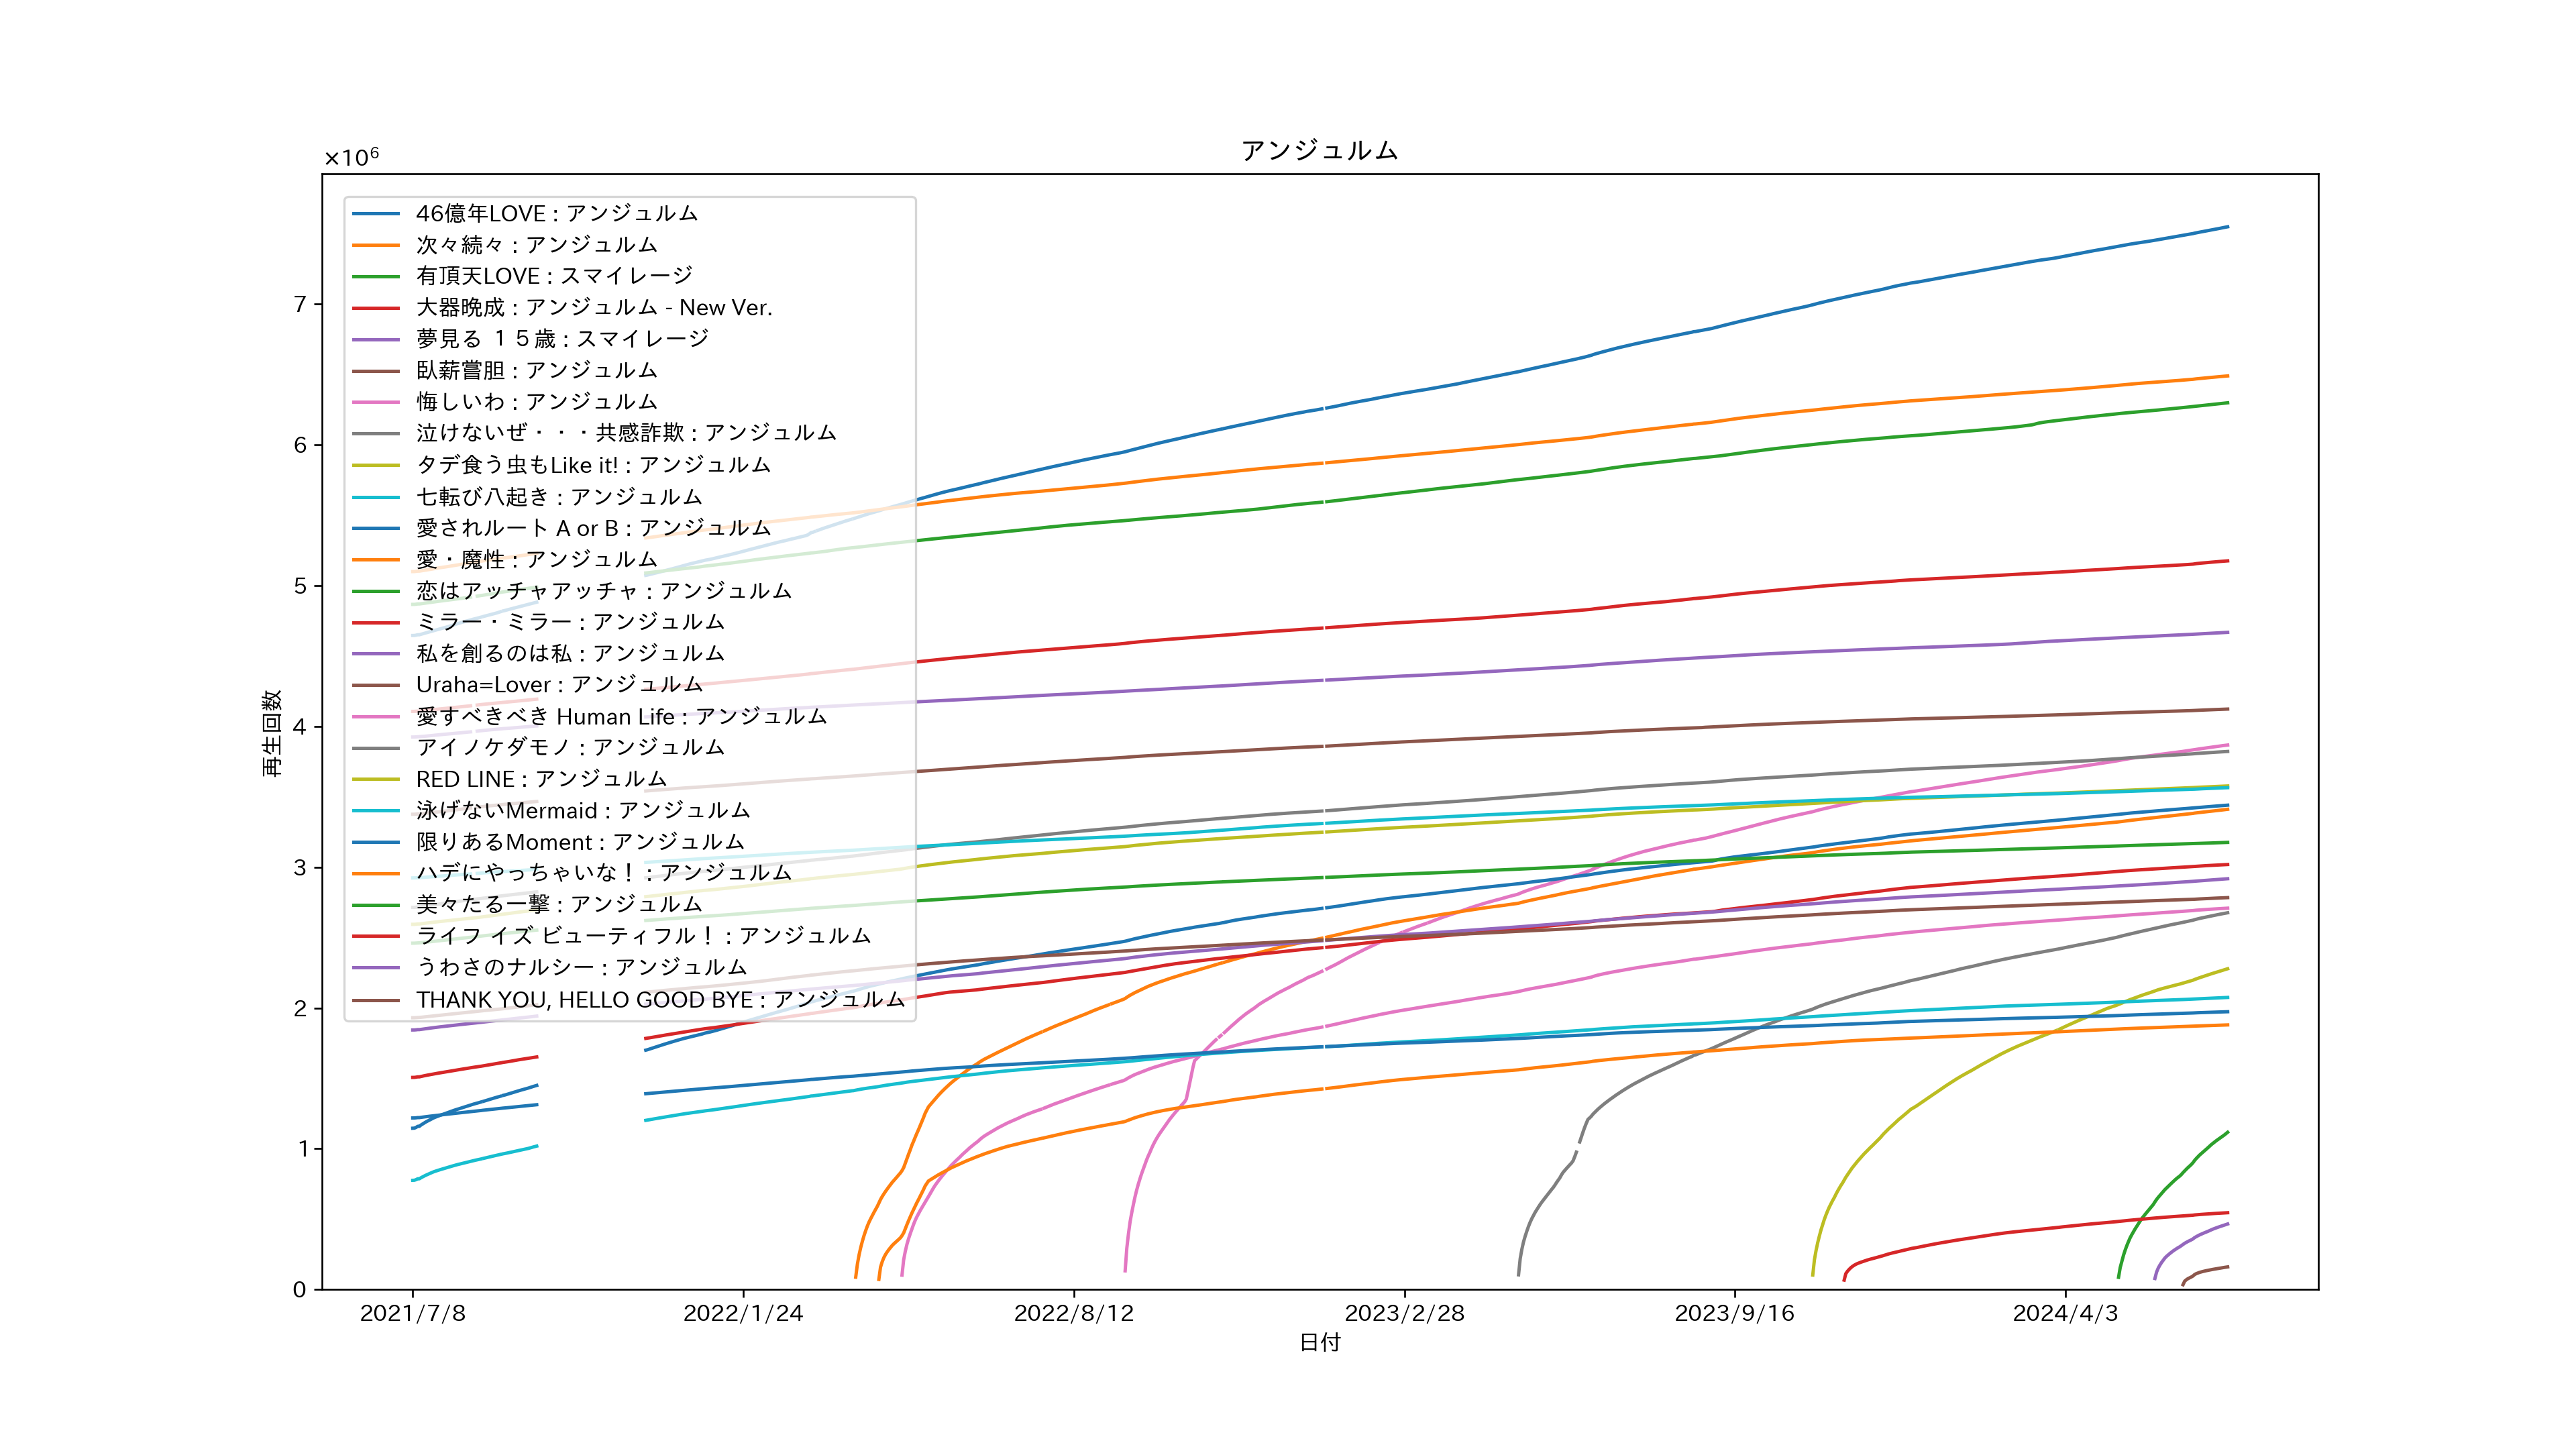 アンジュルム
×10⁶
46億年LOVE : アンジュルム
次々続々 : アンジュルム
有頂天LOVE : スマイレージ
大器晩成 : アンジュルム - New Ver.
夢見る １５歳 : スマイレージ
臥薪嘗胆 : アンジュルム
悔しいわ : アンジュルム
泣けないぜ・・・共感詐欺 : アンジュルム
タデ食う虫もLike it! : アンジュルム
七転び八起き : アンジュルム
愛されルート A or B : アンジュルム
愛・魔性 : アンジュルム
恋はアッチャアッチャ : アンジュルム
ミラー・ミラー : アンジュルム
私を創るのは私 : アンジュルム
Uraha=Lover : アンジュルム
愛すべきべき Human Life : アンジュルム
アイノケダモノ : アンジュルム
RED LINE : アンジュルム
泳げないMermaid : アンジュルム
限りあるMoment : アンジュルム
ハデにやっちゃいな！ : アンジュルム
美々たる一撃 : アンジュルム
ライフ イズ ビューティフル！ : アンジュルム
うわさのナルシー : アンジュルム
THANK YOU, HELLO GOOD BYE : アンジュルム
7
6
5
4
3
2
1
0
再生回数
2021/7/8
2022/1/24
2022/8/12
2023/2/28
2023/9/16
2024/4/3
日付